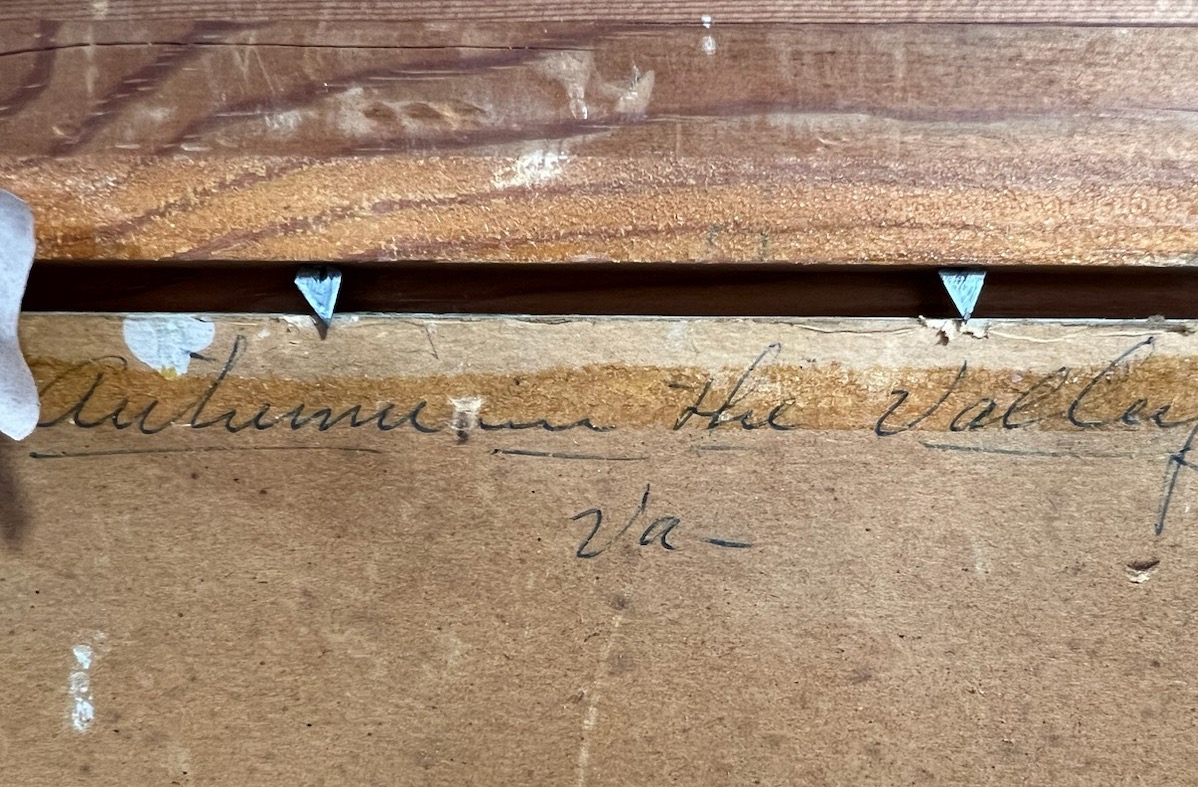 Autumn in the Valley
Va-